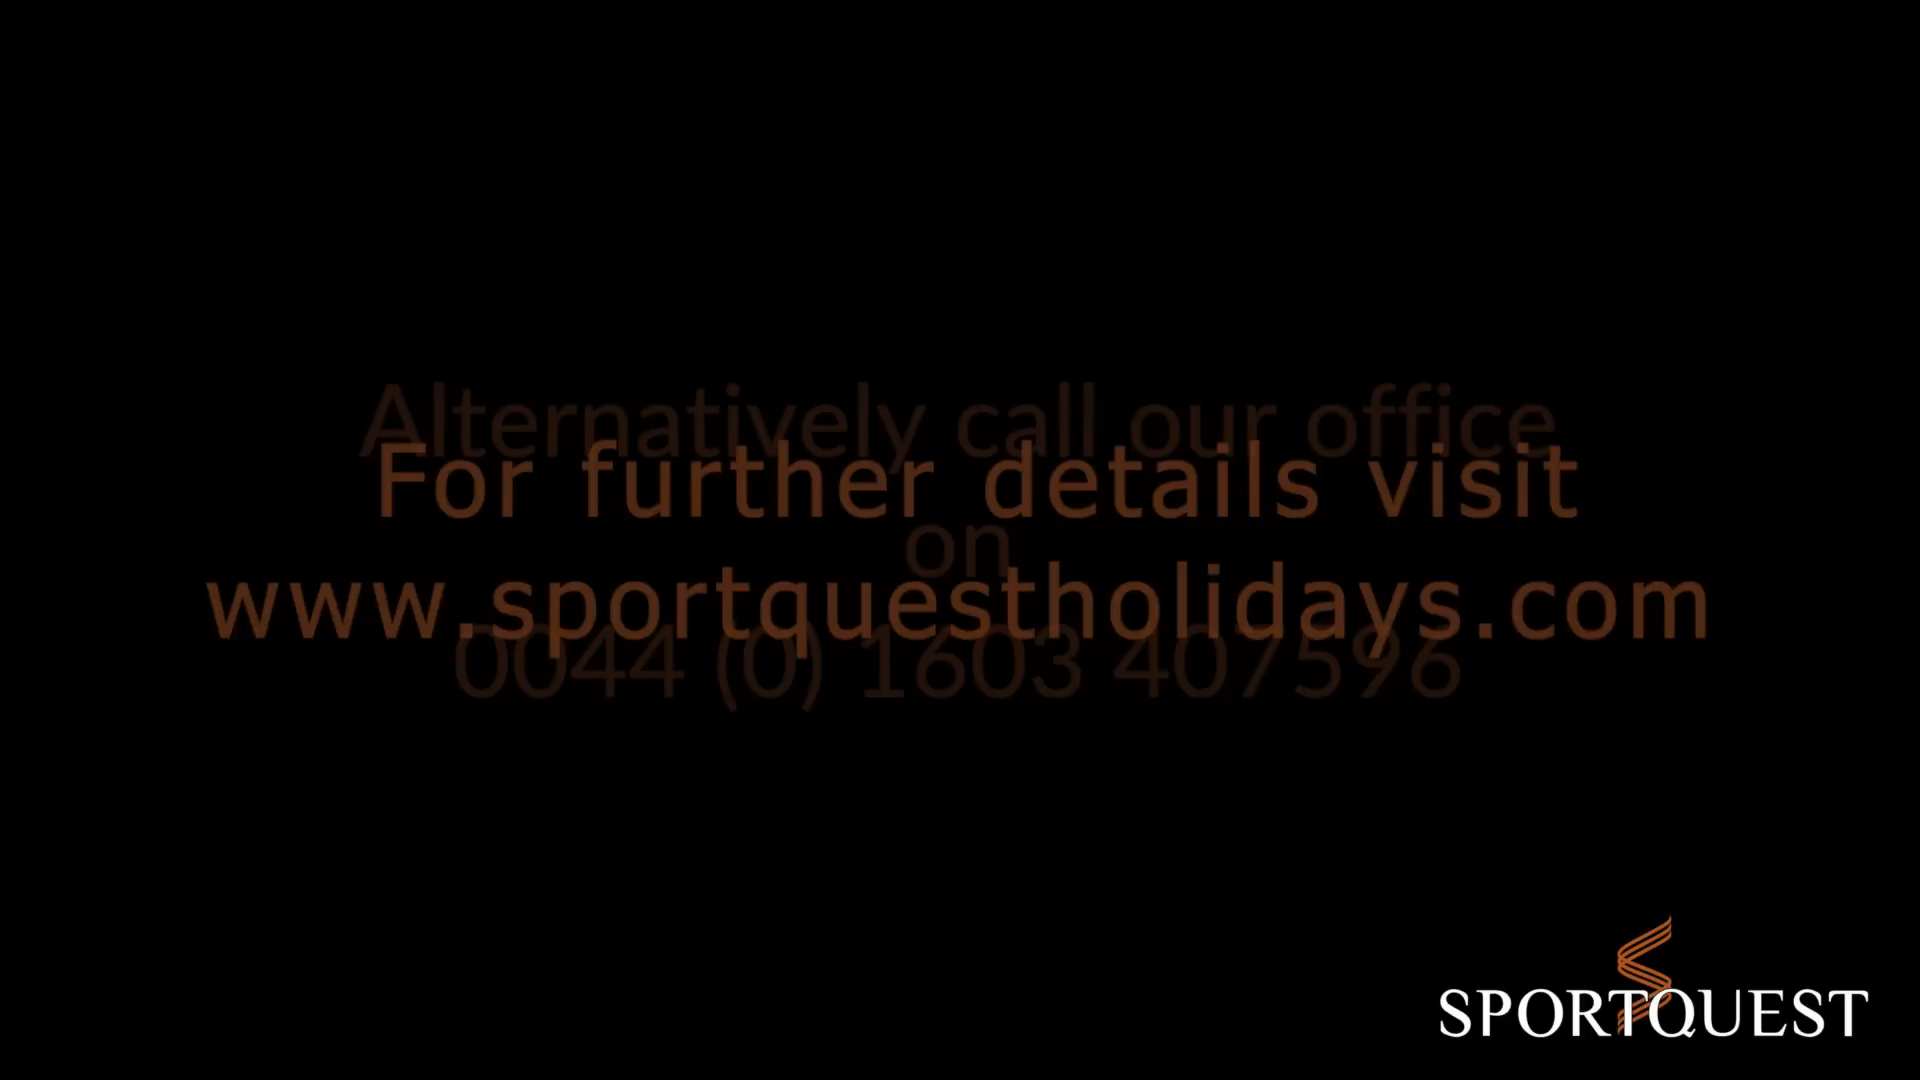 Alternatively call our office
on
0044 (0) 1603 407596
For further details visit
www.sportquestholidays.com
SPORTQUEST